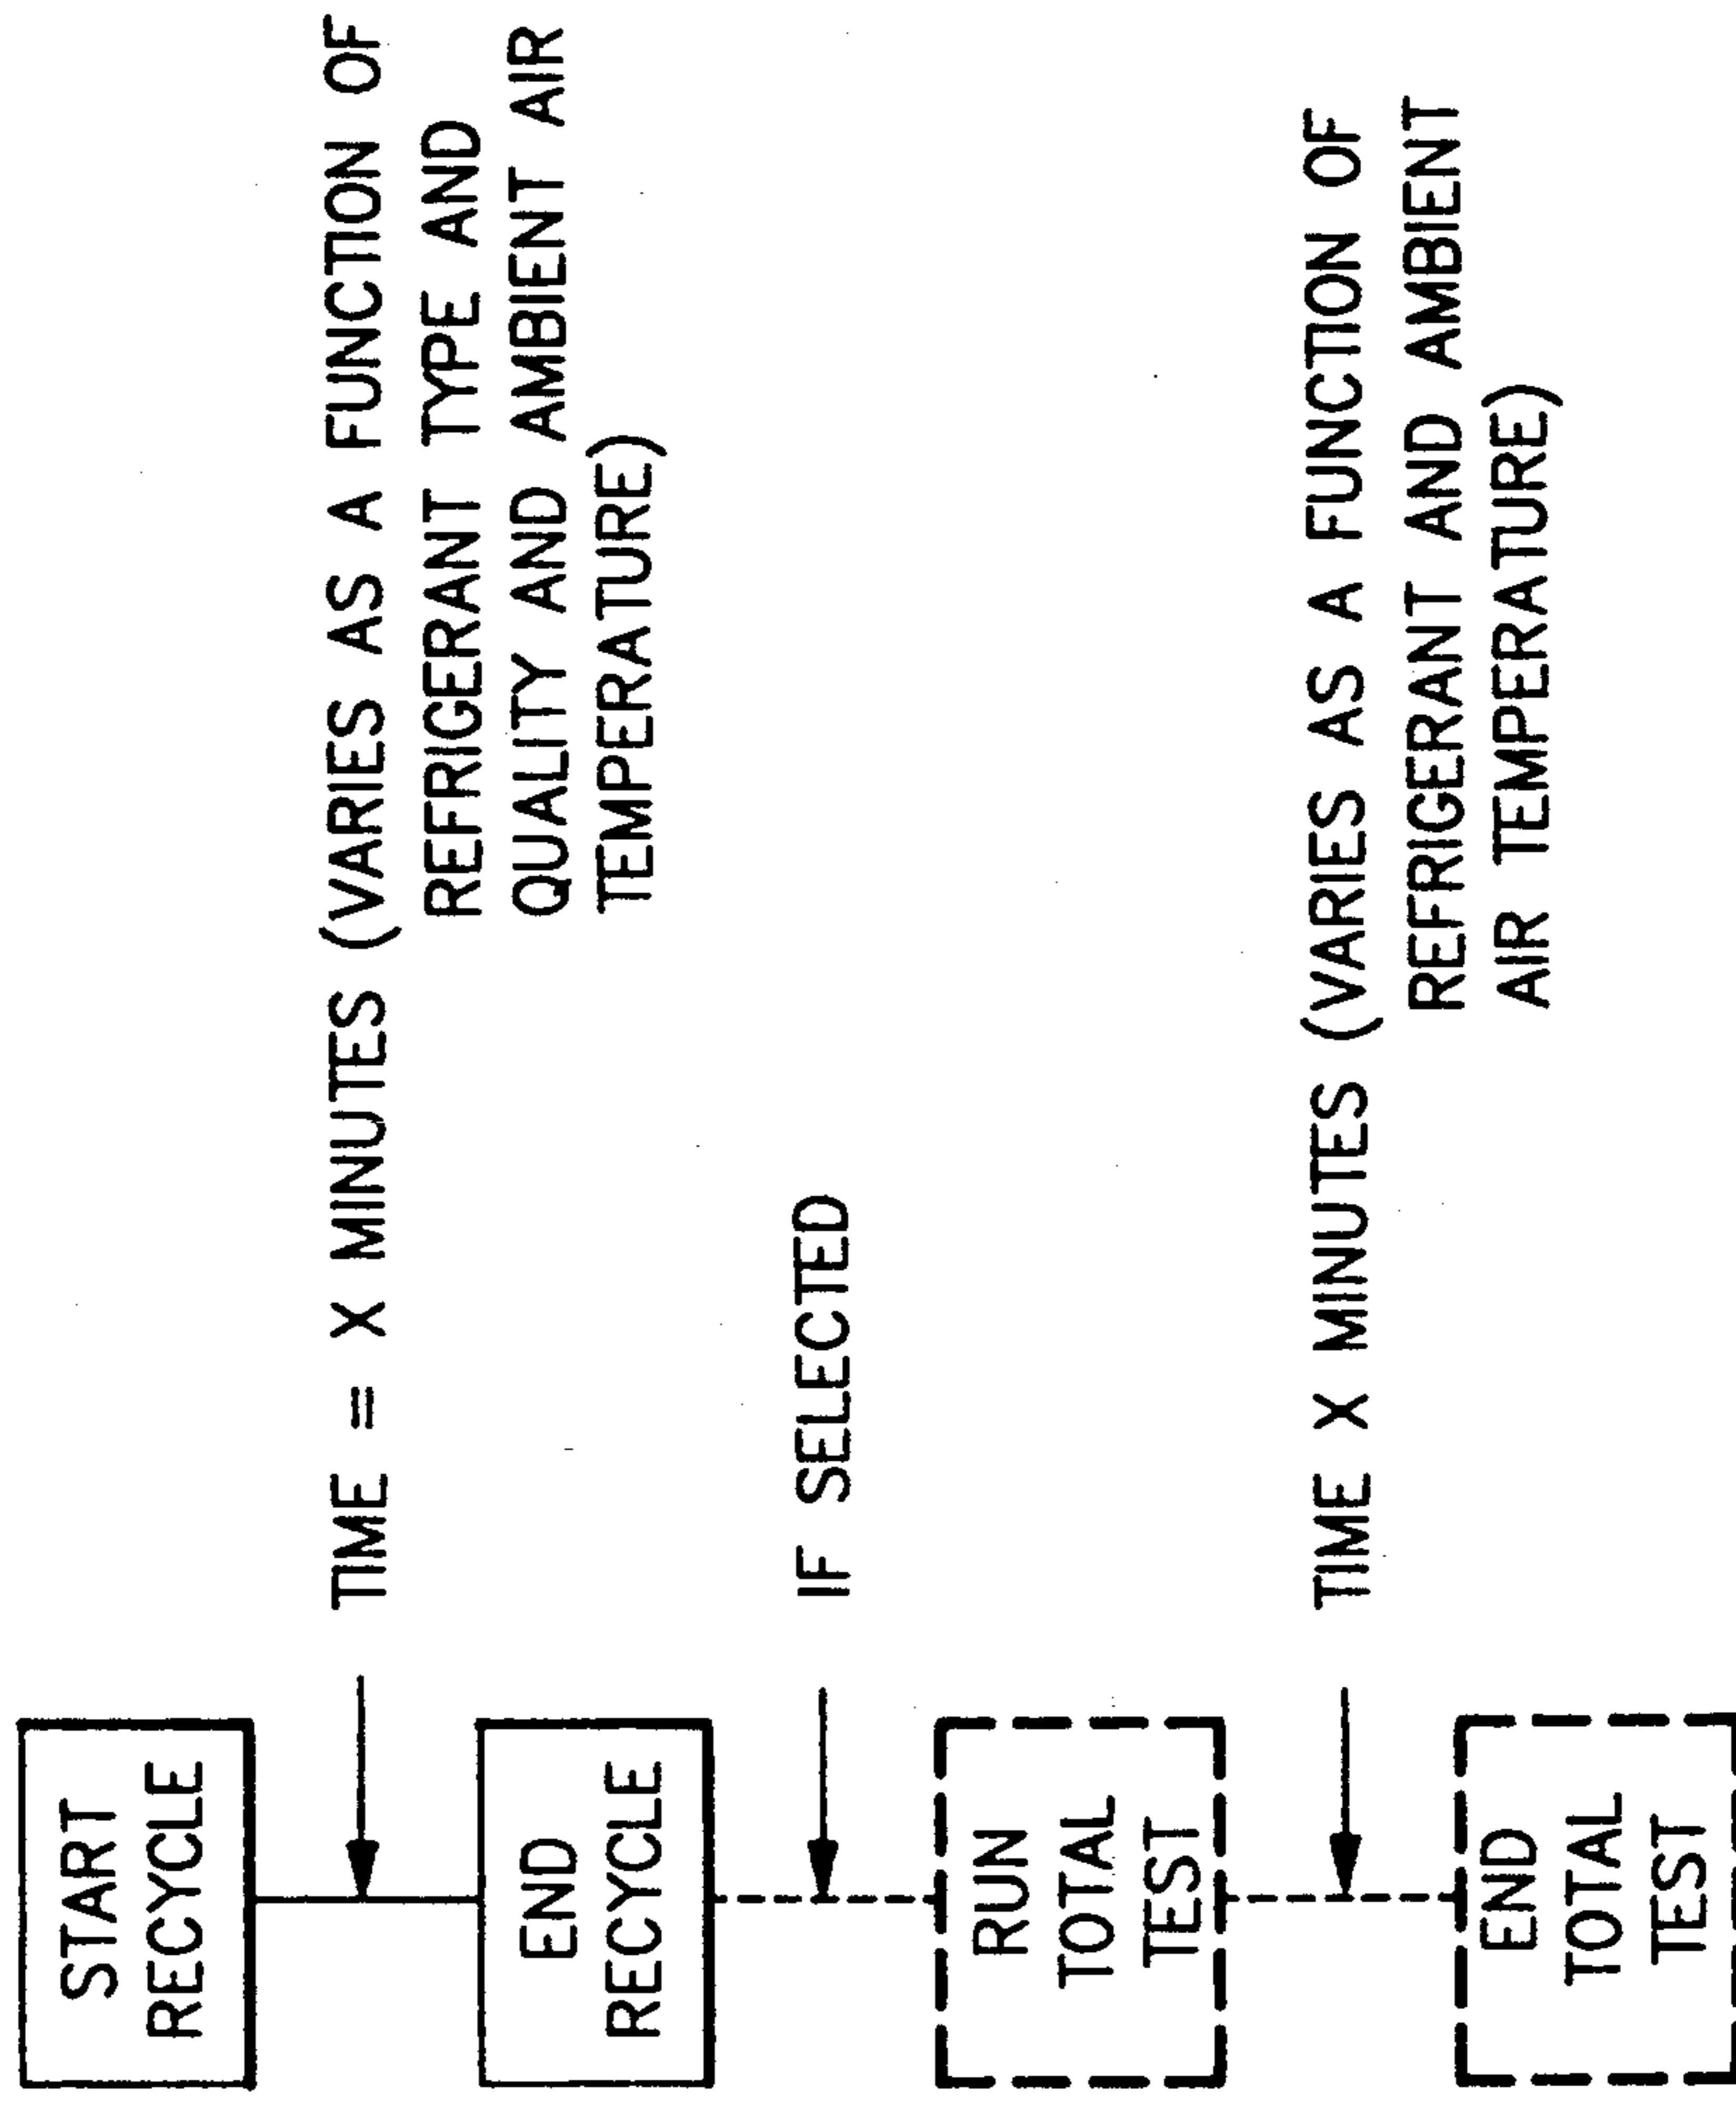 START
RECYCLE
TIME = X MINUTES (VARIES AS A FUNCTION OF
REFRIGERANT TYPE AND
QUALITY AND AMBIENT AIR
TEMPERATURE)
END
RECYCLE
IF SELECTED
RUN
TOTAL
TEST
TIME X MINUTES (VARIES AS A FUNCTION OF
REFRIGERANT AND AMBIENT
AIR TEMPERATURE)
END
TOTAL
TEST